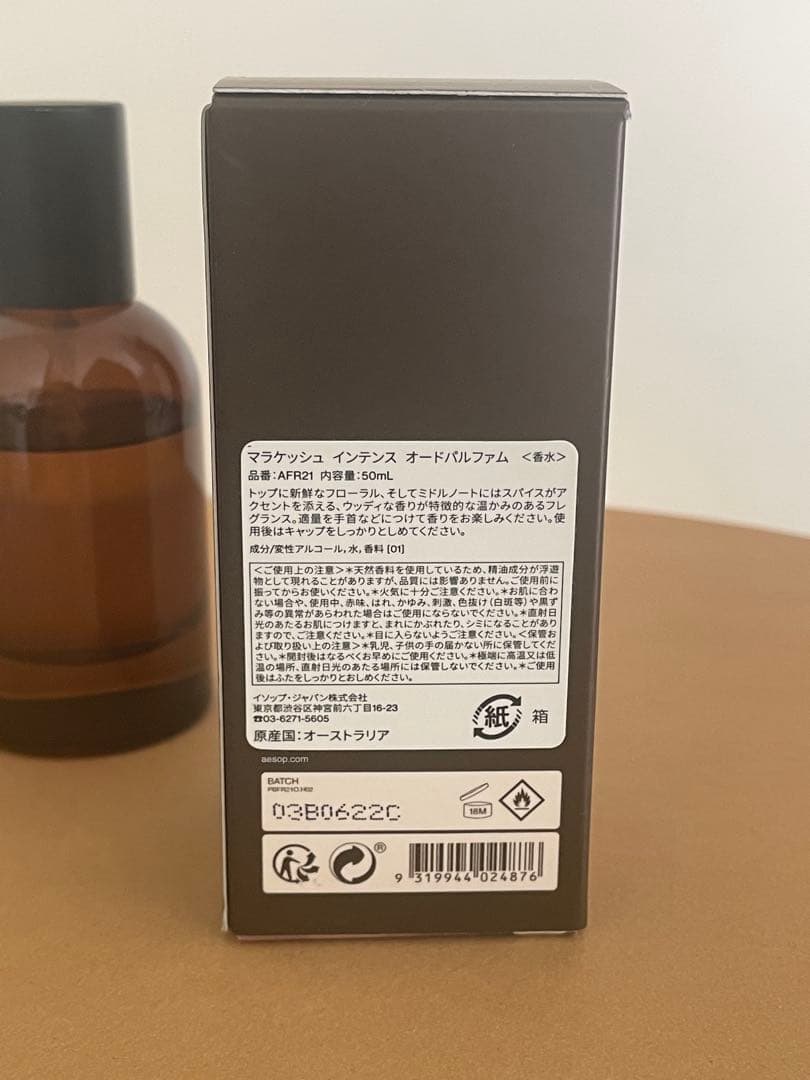 マラケッシュ インテンス オードパルファム <香水>
品番:AFR21 内容量:50mL
トップに新鮮なフローラル、そしてミドルノートにはスパイスがア
クセントを添える、ウッディな香りが特徴的な温かみのあるフレ
グランス。適量を手首などにつけて香りをお楽しみください。使
用後はキャップをしっかりとしめてください。
成分/変性アルコール,水,香料 [01]
<ご使用上の注意>*天然香料を使用しているため、精油成分が浮遊
物として現れることがありますが、品質には影響ありません。ご使用前に
振ってからお使いください。*火気に十分ご注意ください。*お肌に合わ
ない場合や、使用中、赤味、はれ、かゆみ、刺激、色抜け(白斑等)や黒ず
み等の異常があらわれた場合はご使用にならないでください。*直射日
光のあたるお肌につけますと、まれにかぶれたり、シミになることがあり
ますので、ご注意ください。*目に入らないようご注意ください。<保管お
よび取り扱い上の注意>*乳児、子供の手の届かない所に保管してくだ
さい。*開封後はなるべくお早めにご使用ください。*極端に高温又は低
温の場所、直射日光のあたる場所には保管しないでください。*ご使用
後はふたをしっかりとおしめください。
イソップ・ジャパン株式会社
東京都渋谷区神宮前六丁目16-23
☎03-6271-5605
原産国:オーストラリア
紙 箱
aesop.com
BATCH
PBFR21O.H02
03B0622C
18M
®
9 319944 024876